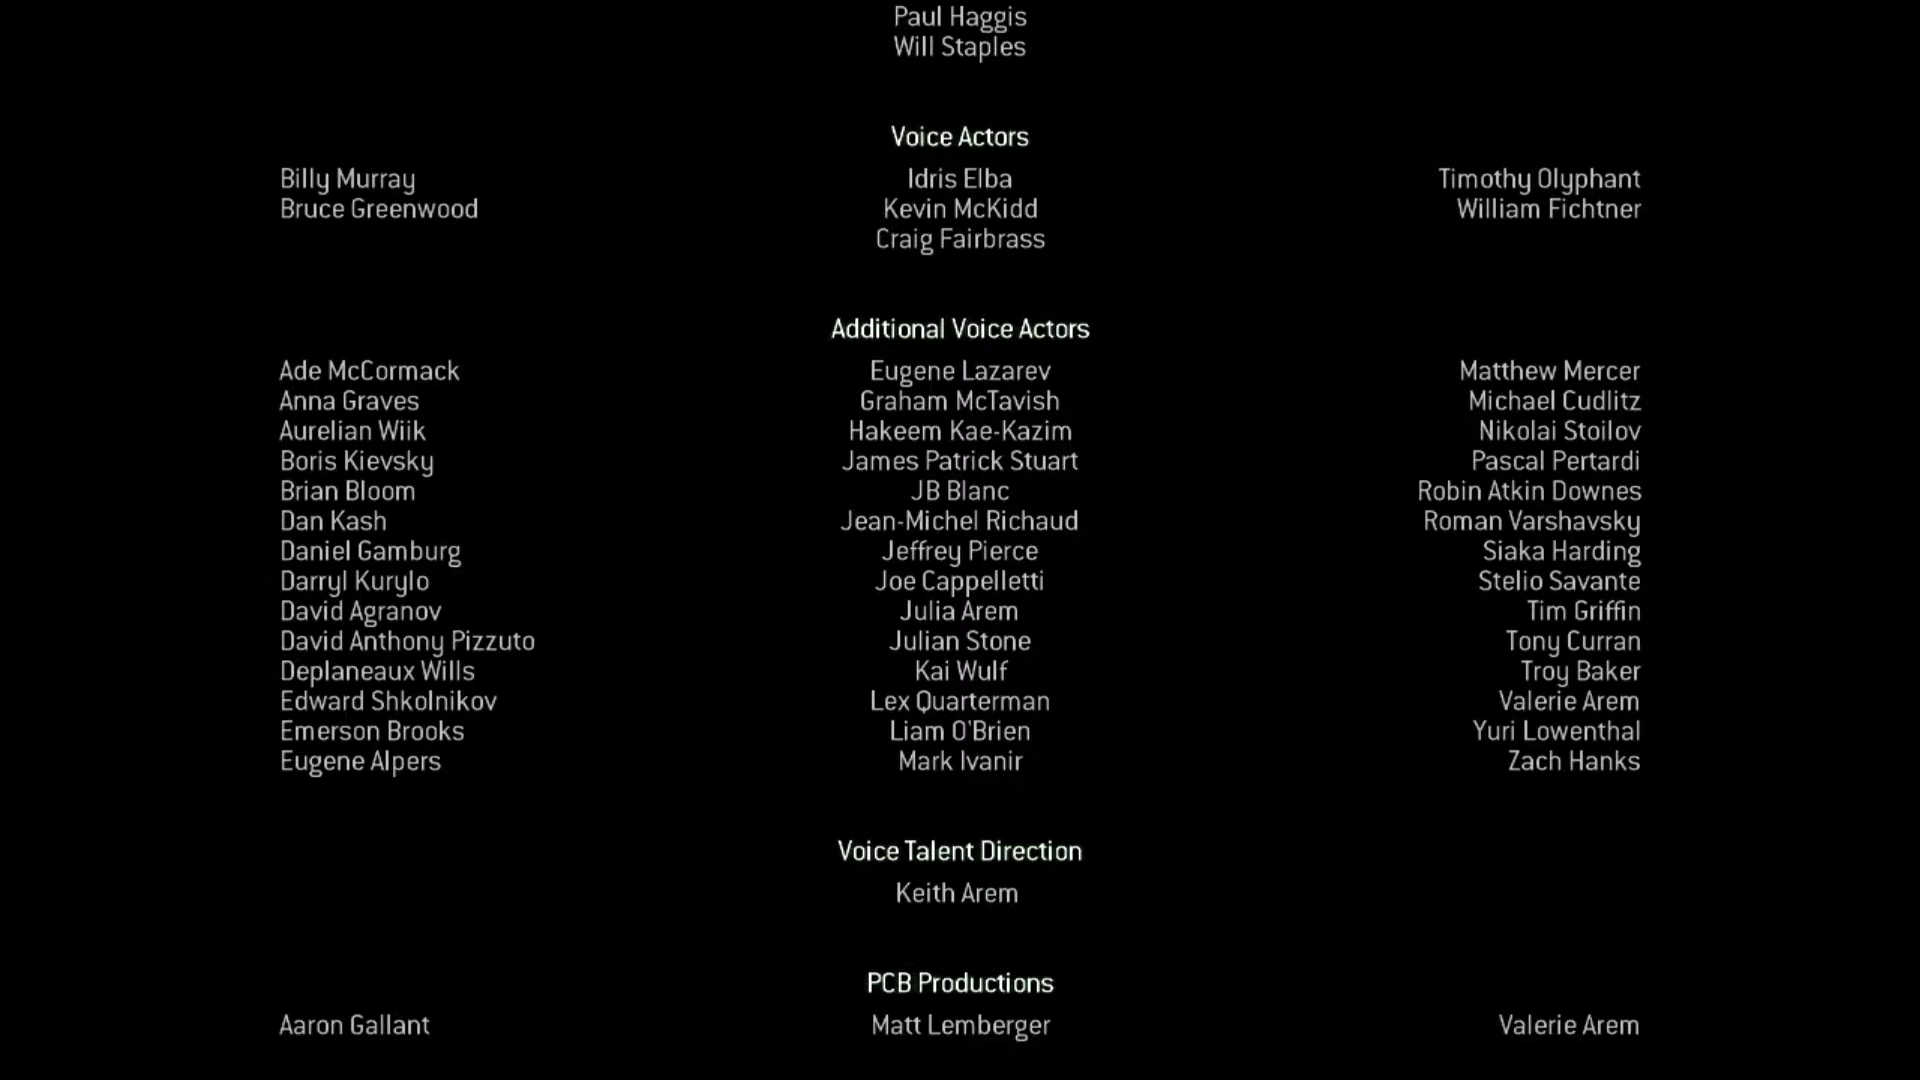 Paul Haggis
Will Staples
Voice Actors
Billy Murray Idris Elba Timothy Olyphant
Bruce Greenwood Kevin McKidd William Fichtner
Craig Fairbrass
Additional Voice Actors
Ade McCormack Eugene Lazarev Matthew Mercer
Anna Graves Graham McTavish Michael Cudlitz
Aurelian Wiik Hakeem Kae-Kazim Nikolai Stoilov
Boris Kievsky James Patrick Stuart Pascal Pertardi
Brian Bloom JB Blanc Robin Atkin Downes
Dan Kash Jean-Michel Richaud Roman Varshavsky
Daniel Gamburg Jeffrey Pierce Siaka Harding
Darryl Kurylo Joe Cappelletti Stelio Savante
David Agranov Julia Arem Tim Griffin
David Anthony Pizzuto Julian Stone Tony Curran
Deplaneaux Wills Kai Wulf Troy Baker
Edward Shkolnikov Lex Quarterman Valerie Arem
Emerson Brooks Liam O'Brien Yuri Lowenthal
Eugene Alpers Mark Ivanir Zach Hanks
Voice Talent Direction
Keith Arem
PCB Productions
Aaron Gallant Matt Lemberger Valerie Arem